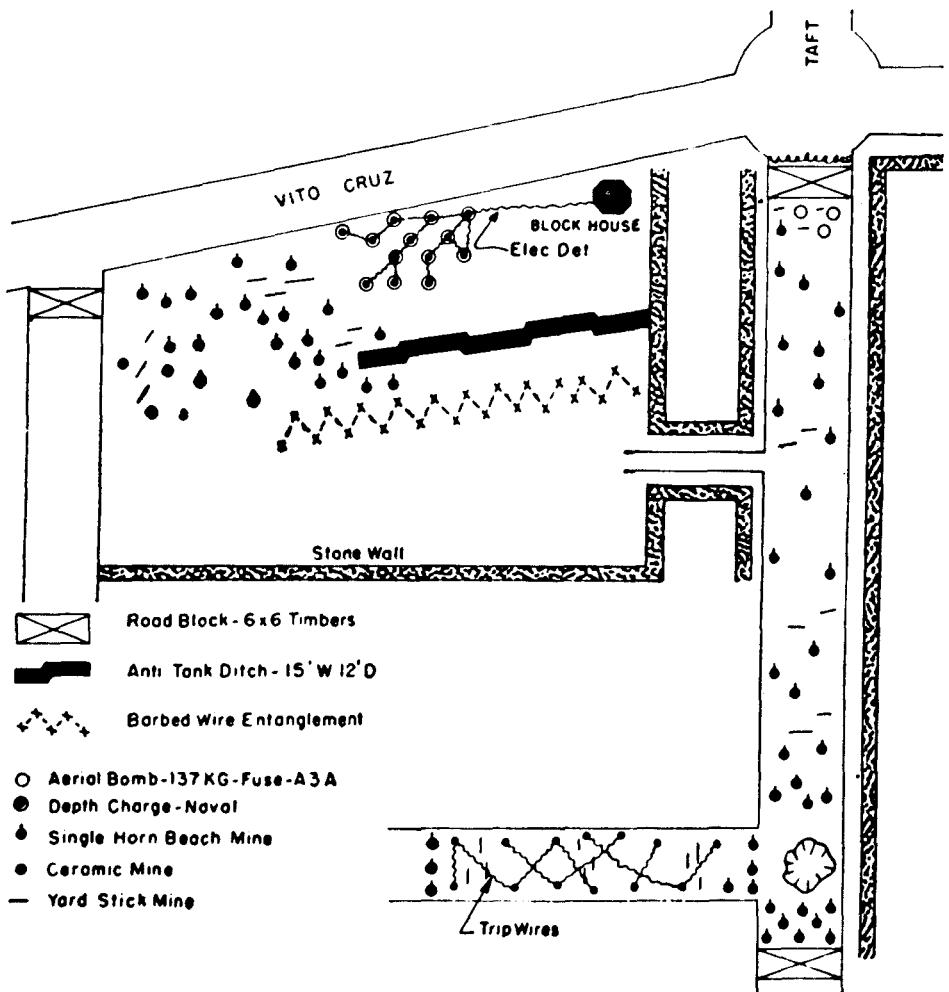 TAFT
VITO CRUZ
BLOCK HOUSE
Elec Det
Stone Wall
Road Block - 6x6 Timbers
Anti Tank Ditch - 15' W 12' D
Barbed Wire Entanglement
Aerial Bomb-137 KG-Fuse-A3A
Depth Charge-Naval
Single Horn Beach Mine
Ceramic Mine
Yard Stick Mine
Trip Wires